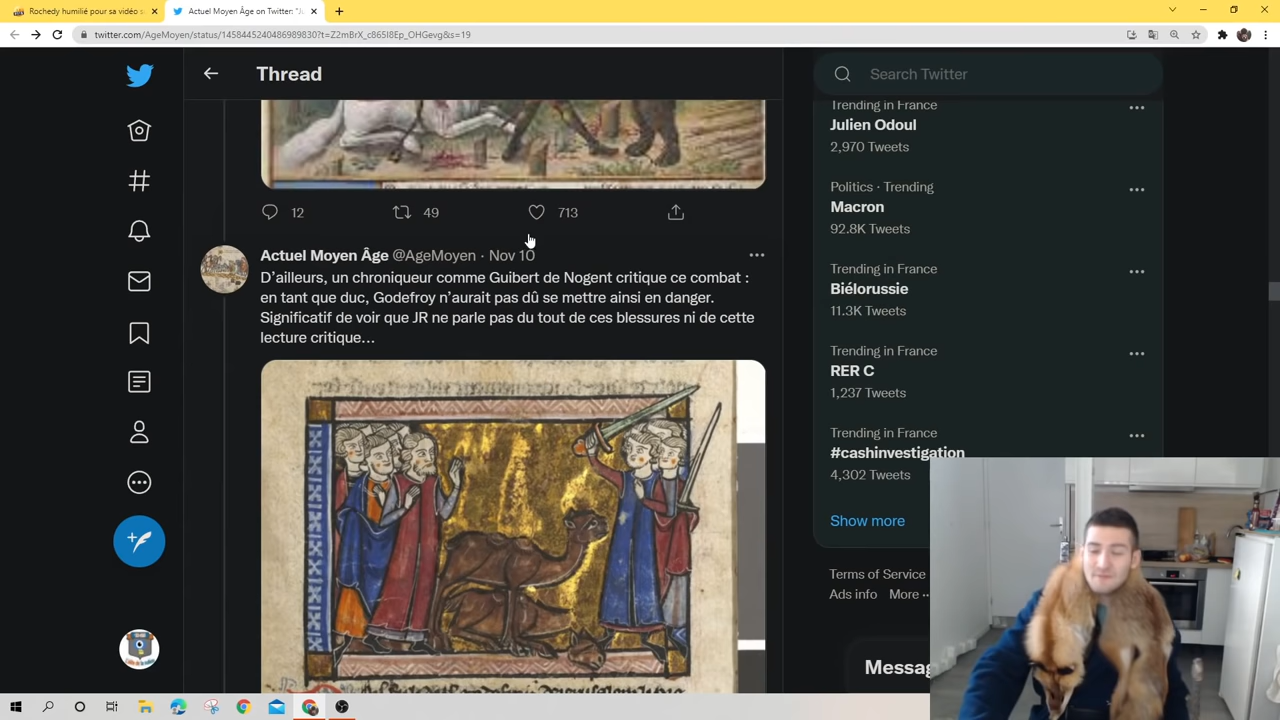 Rochedy humilié pour sa vidéo s
Actuel Moyen Âge on Twitter: "J
twitter.com/AgeMoyen/status/1458445240486989830?t=Z2mBrX_c865I8Ep_OHGevg&s=19
Thread
Search Twitter
12
49
713
Actuel Moyen Âge @AgeMoyen · Nov 10
D'ailleurs, un chroniqueur comme Guibert de Nogent critique ce combat :
en tant que duc, Godefroy n'aurait pas dû se mettre ainsi en danger.
Significatif de voir que JR ne parle pas du tout de ces blessures ni de cette
lecture critique...
Trending in France
Julien Odoul
2,970 Tweets
Politics · Trending
Macron
92.8K Tweets
Trending in France
Biélorussie
11.3K Tweets
Trending in France
RER C
1,237 Tweets
Trending in France
#cashinvestigation
4,302 Tweets
Show more
Terms of Service
Ads info More ··
Messag